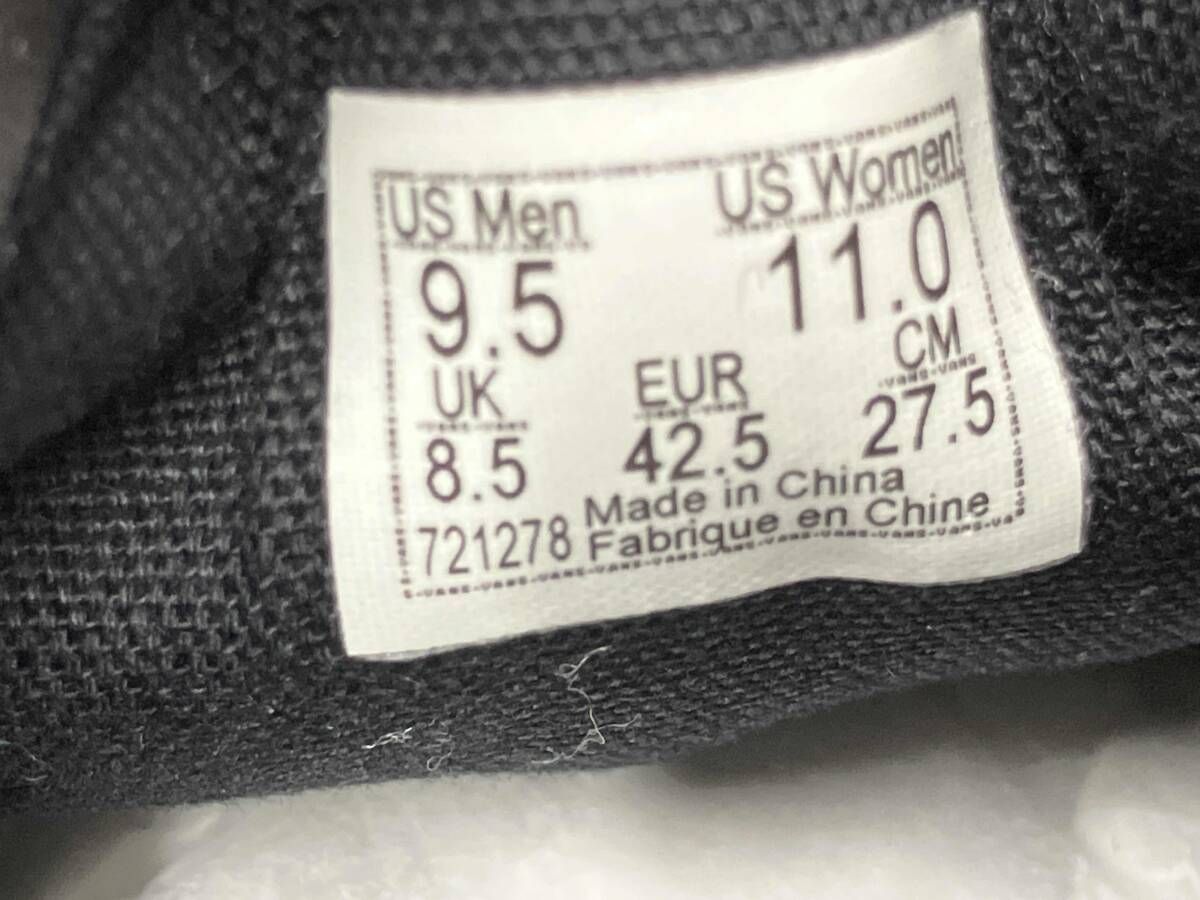 US Men US Women
9.5 11.0
UK EUR CM
8.5 42.5 27.5
721278 Made in China
Fabrique en Chine